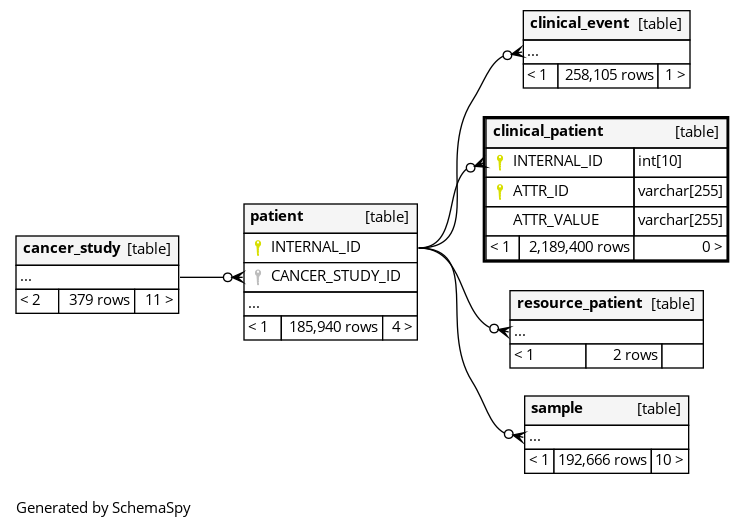 clinical_event [table]
...
< 1 258,105 rows 1 >
clinical_patient [table]
INTERNAL_ID int[10]
ATTR_ID varchar[255]
ATTR_VALUE varchar[255]
< 1 2,189,400 rows 0 >
patient [table]
INTERNAL_ID
CANCER_STUDY_ID
...
< 1 185,940 rows 4 >
cancer_study [table]
...
< 2 379 rows 11 >
resource_patient [table]
...
< 1 2 rows
sample [table]
...
< 1 192,666 rows 10 >
Generated by SchemaSpy